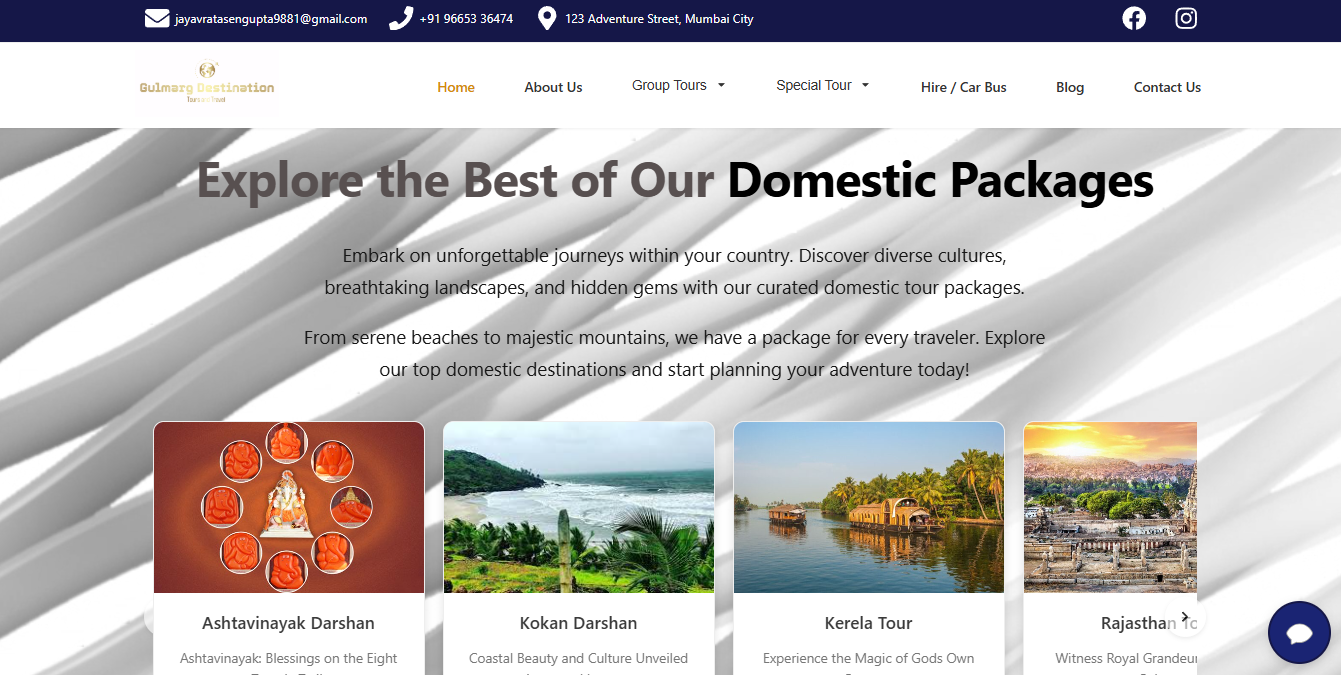 jayavratasengupta9881@gmail.com +91 96653 36474 123 Adventure Street, Mumbai City
Gulmarg Destination
Tours and Travel
Home About Us Group Tours Special Tour Hire / Car Bus Blog Contact Us
Explore the Best of Our Domestic Packages
Embark on unforgettable journeys within your country. Discover diverse cultures,
breathtaking landscapes, and hidden gems with our curated domestic tour packages.
From serene beaches to majestic mountains, we have a package for every traveler. Explore
our top domestic destinations and start planning your adventure today!
Ashtavinayak Darshan
Ashtavinayak: Blessings on the Eight
Kokan Darshan
Coastal Beauty and Culture Unveiled
Kerela Tour
Experience the Magic of Gods Own
Rajasthan To
Witness Royal Grandeur